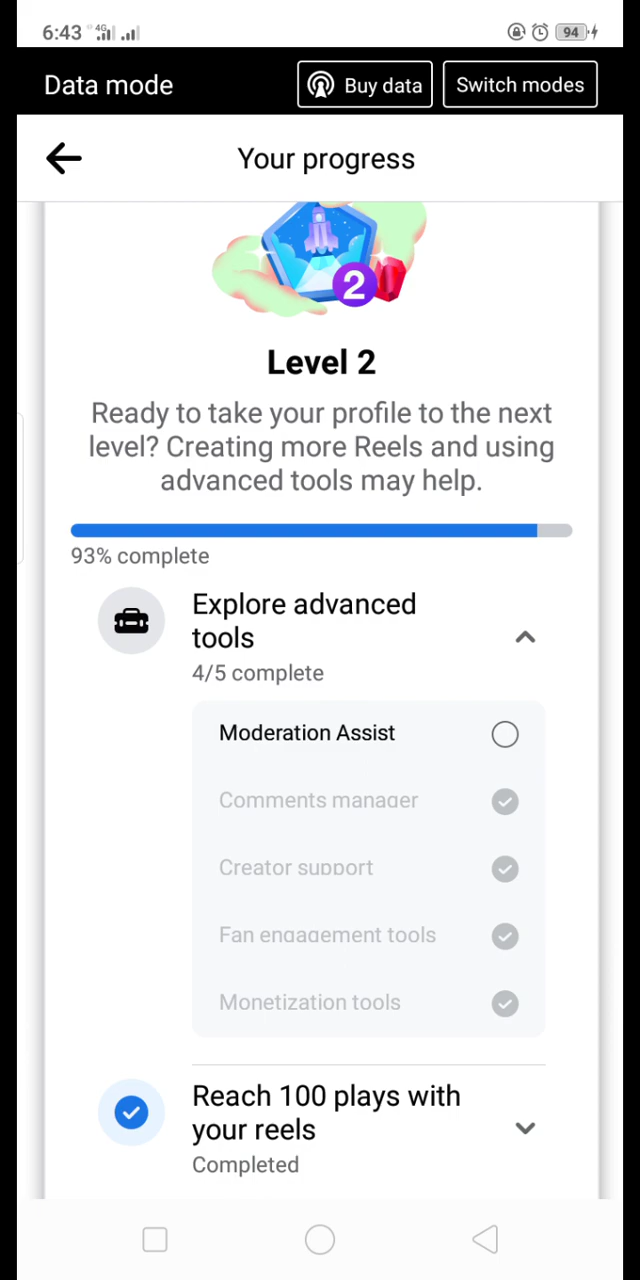 6:43 4G 94
Data mode Buy data Switch modes
Your progress
2
Level 2
Ready to take your profile to the next
level? Creating more Reels and using
advanced tools may help.
93% complete
Explore advanced
tools
4/5 complete
Moderation Assist
Comments manager
Creator support
Fan engagement tools
Monetization tools
Reach 100 plays with
your reels
Completed